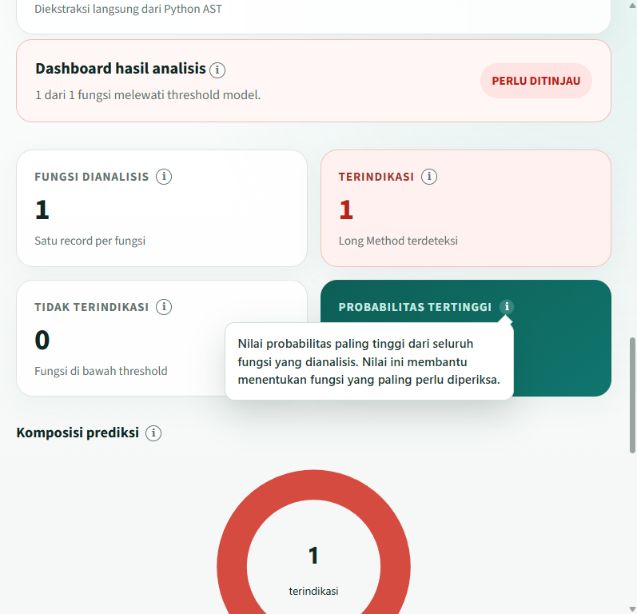 Diekstraksi langsung dari Python AST
Dashboard hasil analisis
1 dari 1 fungsi melewati threshold model.
PERLU DITINJAU
FUNGSI DIANALISIS
1
Satu record per fungsi
TERINDIKASI
1
Long Method terdeteksi
TIDAK TERINDIKASI
0
Fungsi di bawah threshold
PROBABILITAS TERTINGGI
Nilai probabilitas paling tinggi dari seluruh
fungsi yang dianalisis. Nilai ini membantu
menentukan fungsi yang paling perlu diperiksa.
Komposisi prediksi
1
terindikasi